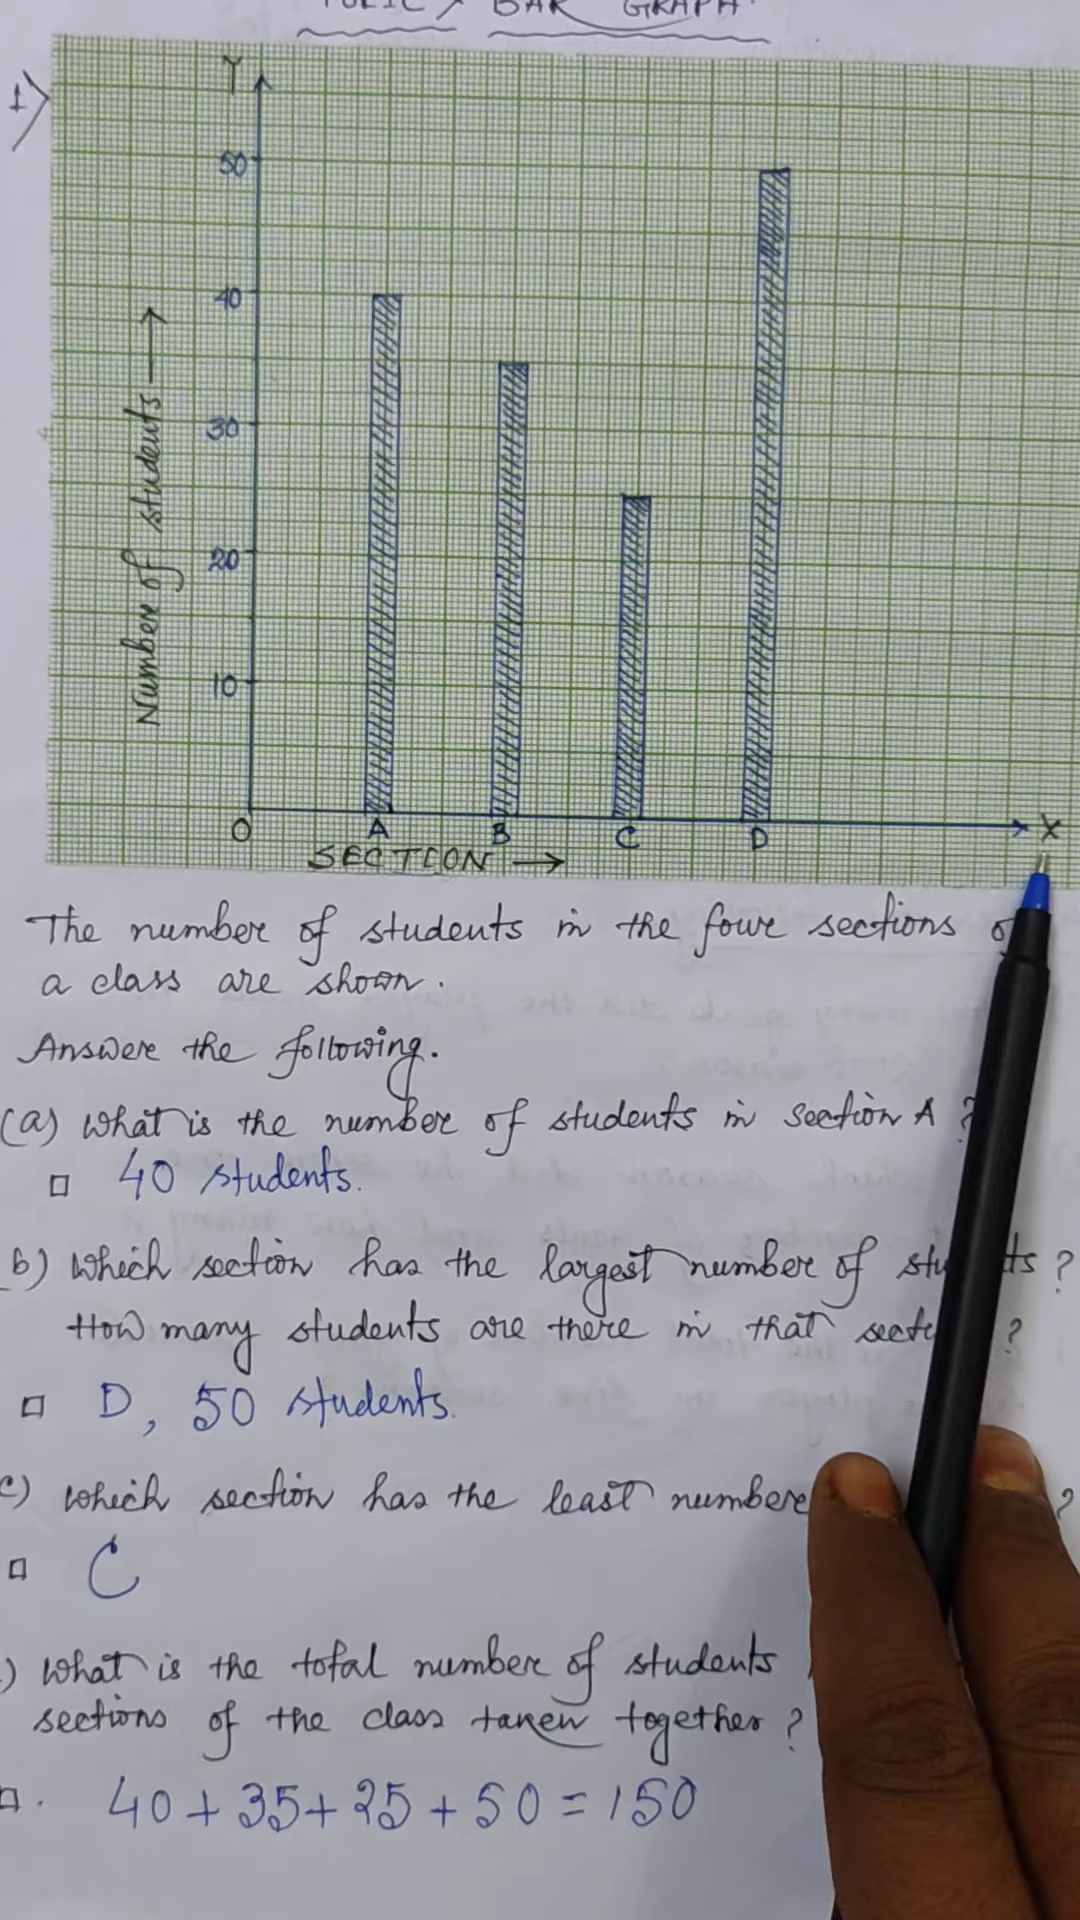 TOPIC > BAR GRAPH.
1)
Y
50
40
30
20
10
O
Number of students →
A B C D X
SECTION →
The number of students in the four sections of
a class are shown.
Answer the following.
(a) What is the number of students in section A ?
40 students.
b) Which section has the largest number of ?
How many students are there in that ?
D, 50 students.
c) Which section has the least number ?
C
) What is the total number of students
sections of the class taken together ?
40 + 35 + 25 + 50 = 150